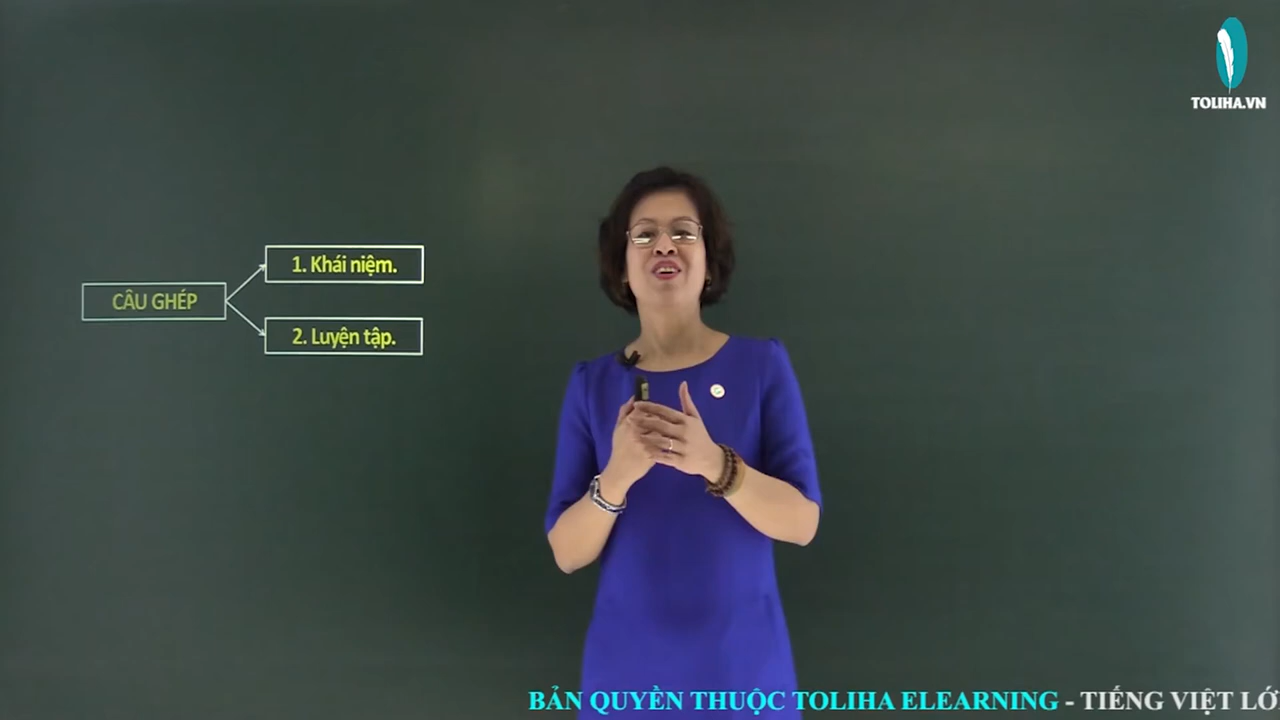 TOLIHA.VN
1. Khái niệm.
CÂU GHÉP
2. Luyện tập.
BẢN QUYỀN THUỘC TOLIHA ELEARNING - TIẾNG VIỆT LỚ